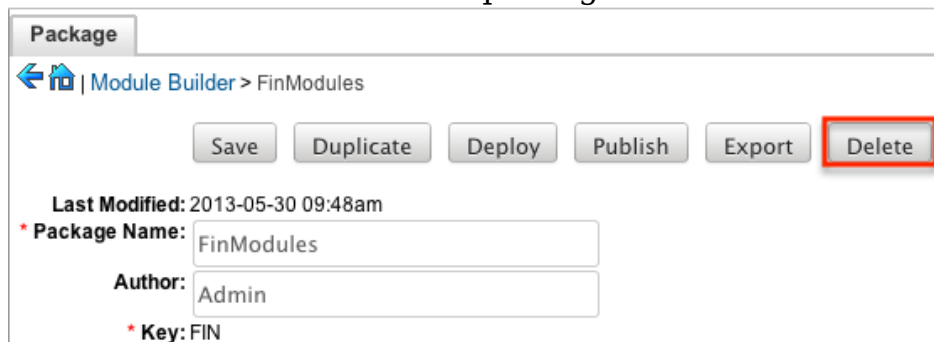 Package
| Module Builder > FinModules
Save Duplicate Deploy Publish Export Delete
Last Modified: 2013-05-30 09:48am
* Package Name: FinModules
Author: Admin
* Key: FIN